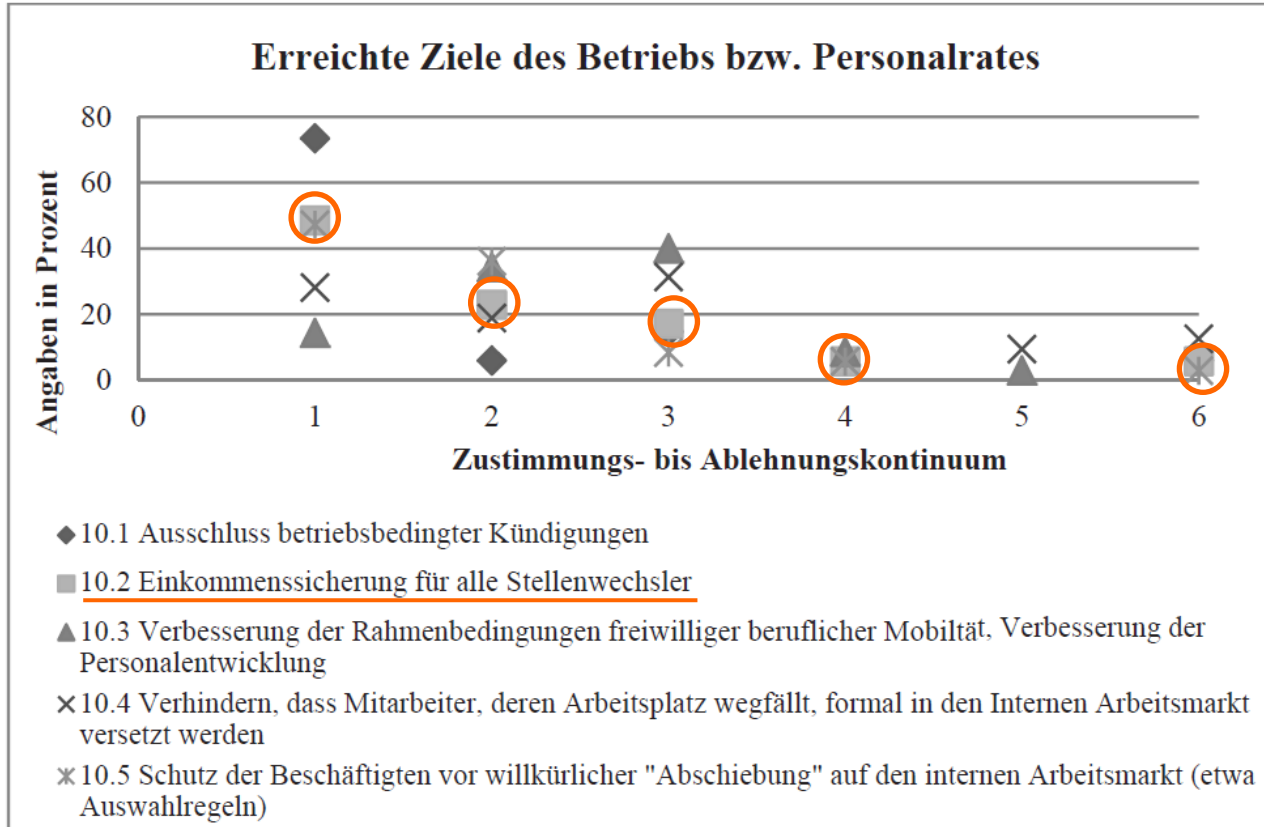 Erreichte Ziele des Betriebs bzw. Personalrates
Angaben in Prozent
80
60
40
20
0
0 1 2 3 4 5 6
Zustimmungs- bis Ablehnungskontinuum
10.1 Ausschluss betriebsbedingter Kündigungen
10.2 Einkommenssicherung für alle Stellenwechsler
10.3 Verbesserung der Rahmenbedingungen freiwilliger beruflicher Mobiltät, Verbesserung der
Personalentwicklung
10.4 Verhindern, dass Mitarbeiter, deren Arbeitsplatz wegfällt, formal in den Internen Arbeitsmarkt
versetzt werden
10.5 Schutz der Beschäftigten vor willkürlicher "Abschiebung" auf den internen Arbeitsmarkt (etwa
Auswahlregeln)